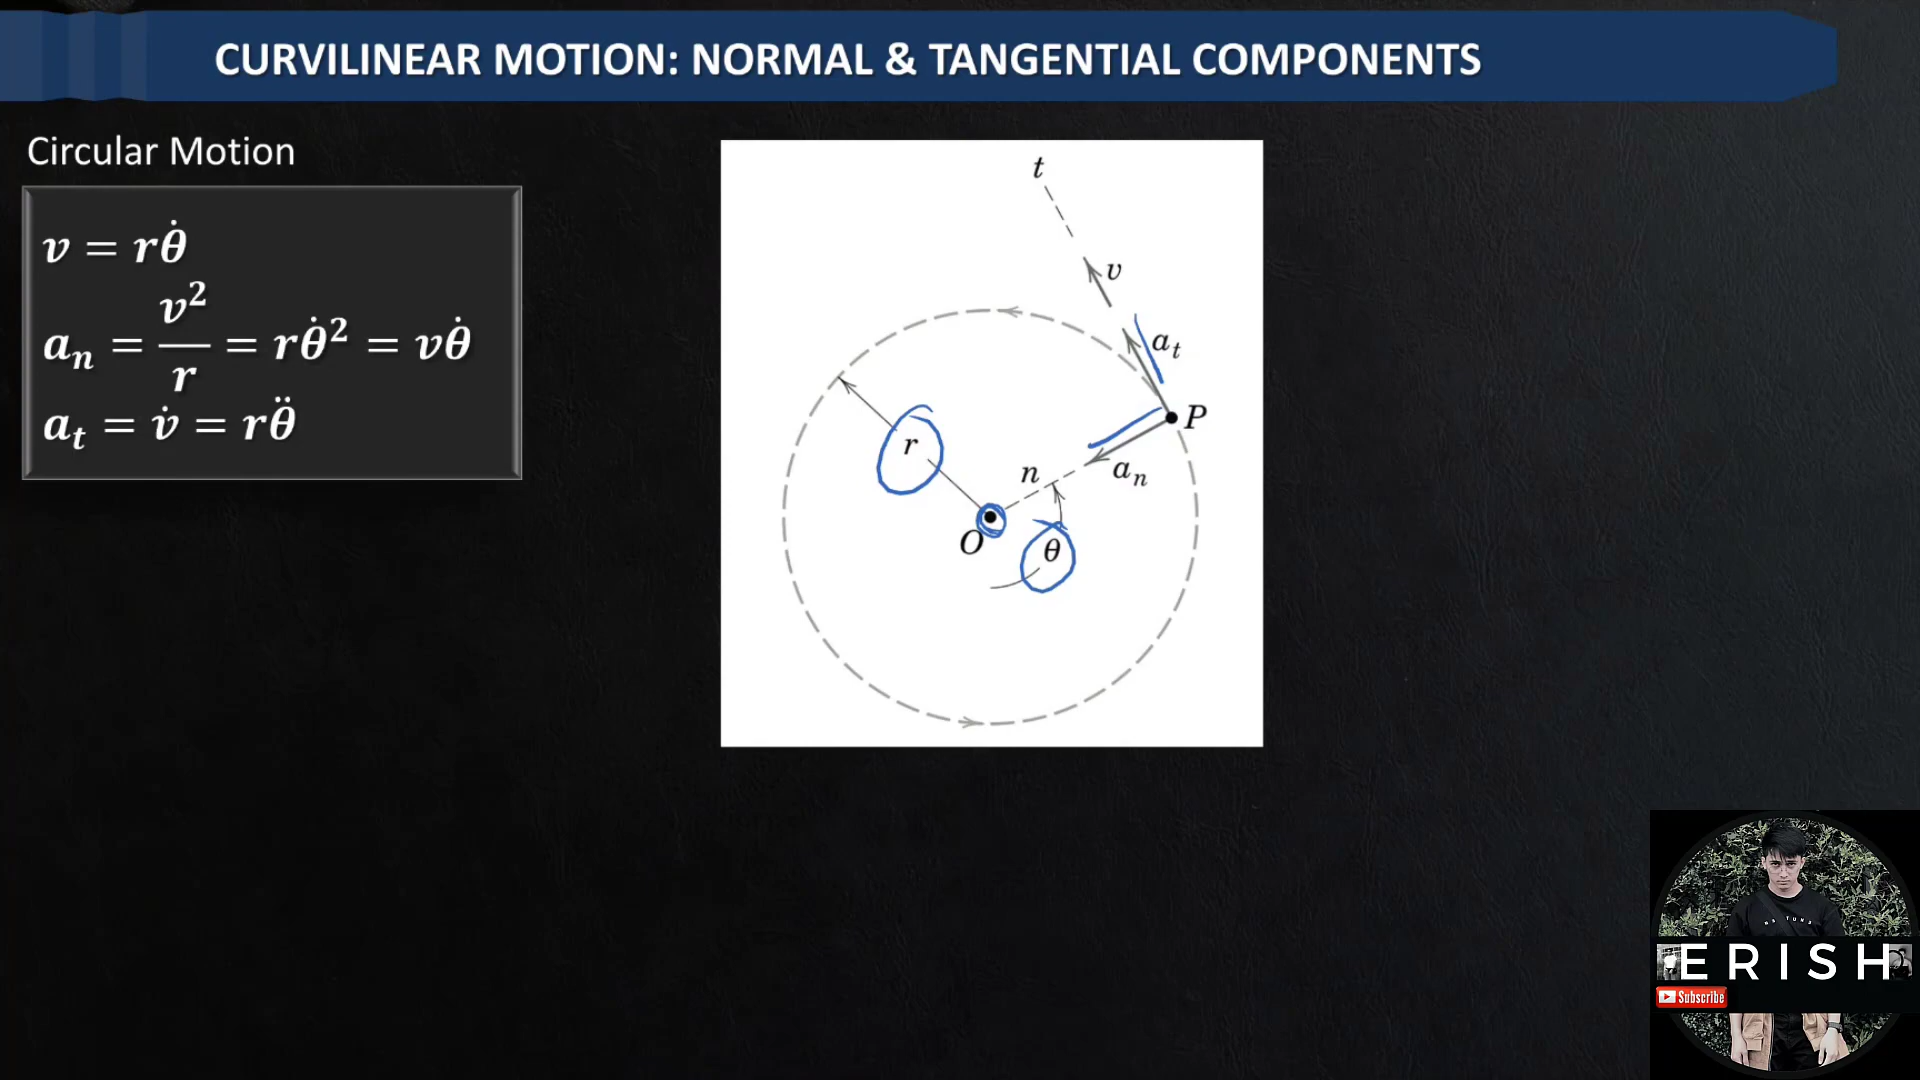 CURVILINEAR MOTION: NORMAL & TANGENTIAL COMPONENTS
Circular Motion
v = rθ̇
aₙ = v²/r = rθ̇² = vθ̇
aₜ = v̇ = rθ̈
t
v
aₜ
P
r
n
aₙ
O
θ
ERISH
Subscribe